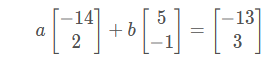 a [−14 2] + b [5 −1] = [−13 3]